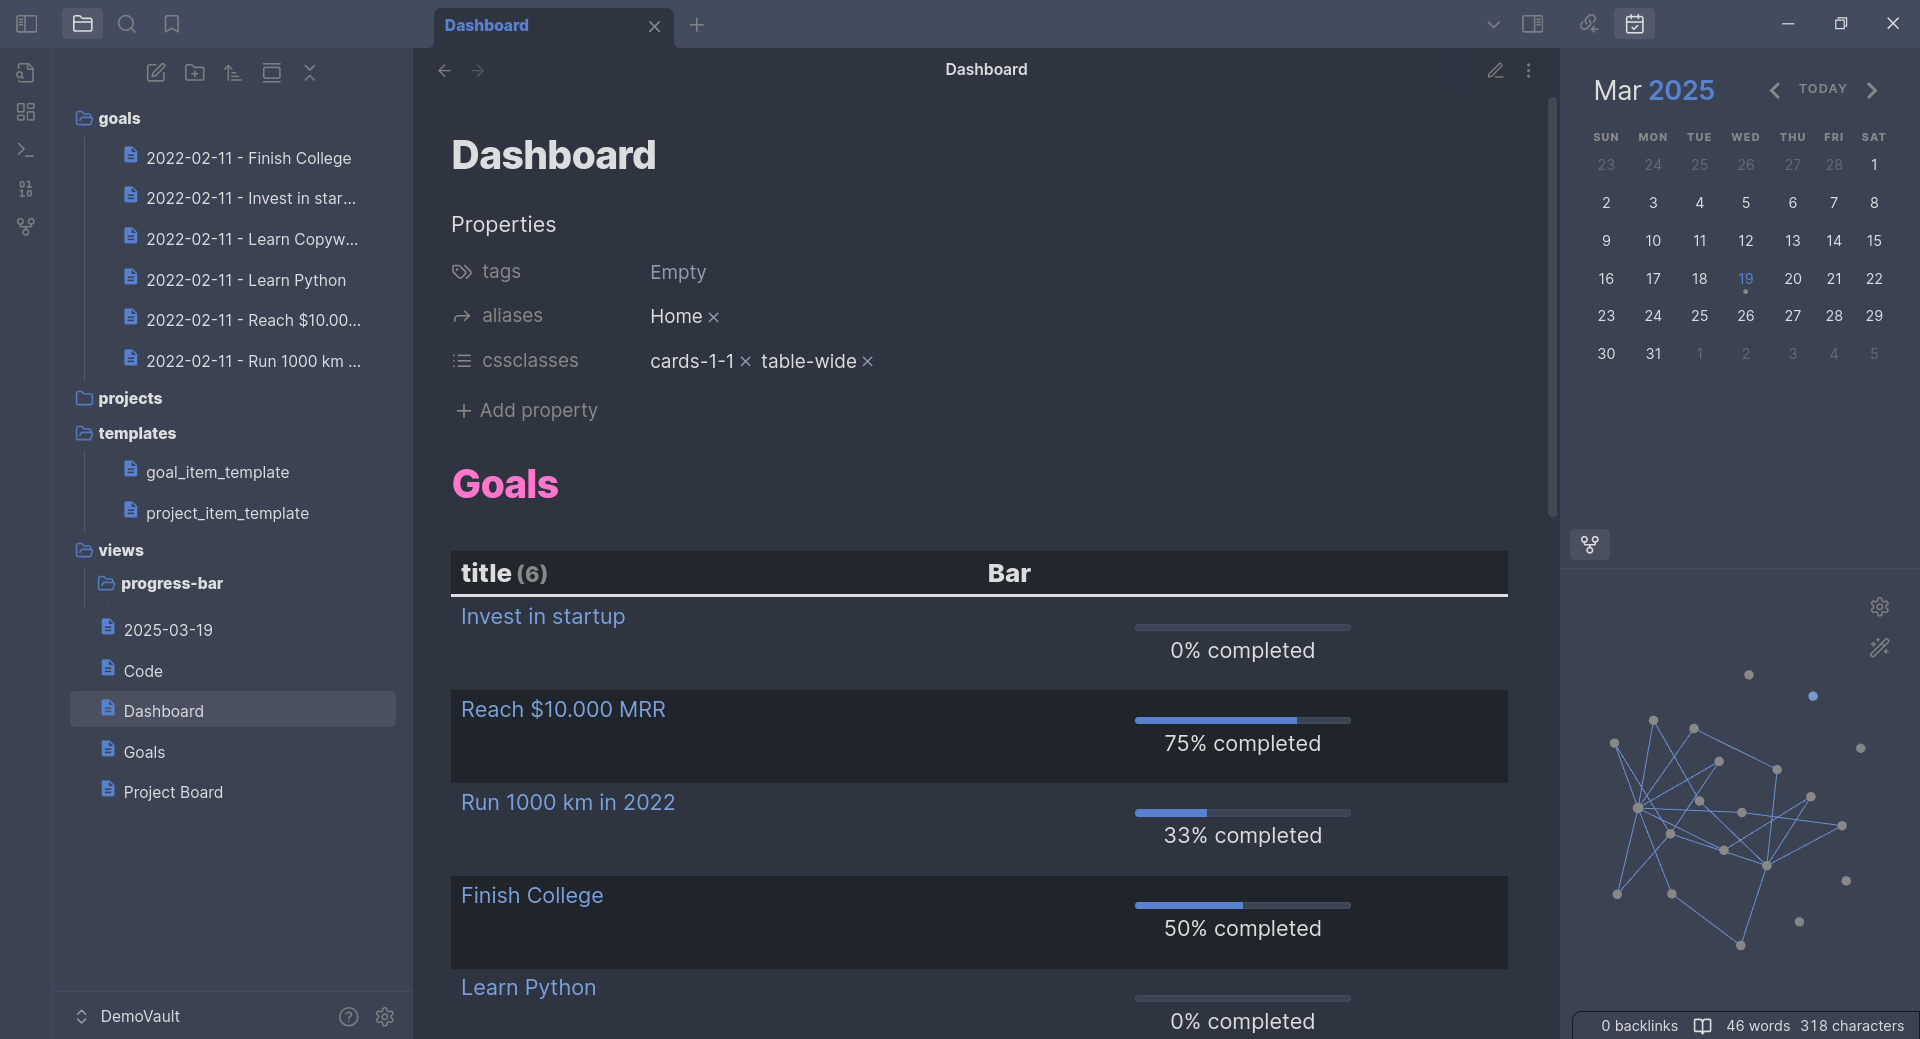 Dashboard
goals
2022-02-11 - Finish College
2022-02-11 - Invest in star...
2022-02-11 - Learn Copyw...
2022-02-11 - Learn Python
2022-02-11 - Reach $10.00...
2022-02-11 - Run 1000 km ...
projects
templates
goal_item_template
project_item_template
views
progress-bar
2025-03-19
Code
Dashboard
Goals
Project Board
DemoVault
Dashboard
Dashboard
Properties
tags Empty
aliases Home
cssclasses cards-1-1 table-wide
Add property
Goals
title (6) Bar
Invest in startup
0% completed
Reach $10.000 MRR
75% completed
Run 1000 km in 2022
33% completed
Finish College
50% completed
Learn Python
0% completed
Mar 2025 TODAY
SUN MON TUE WED THU FRI SAT
23 24 25 26 27 28 1
2 3 4 5 6 7 8
9 10 11 12 13 14 15
16 17 18 19 20 21 22
23 24 25 26 27 28 29
30 31 1 2 3 4 5
0 backlinks 46 words 318 characters